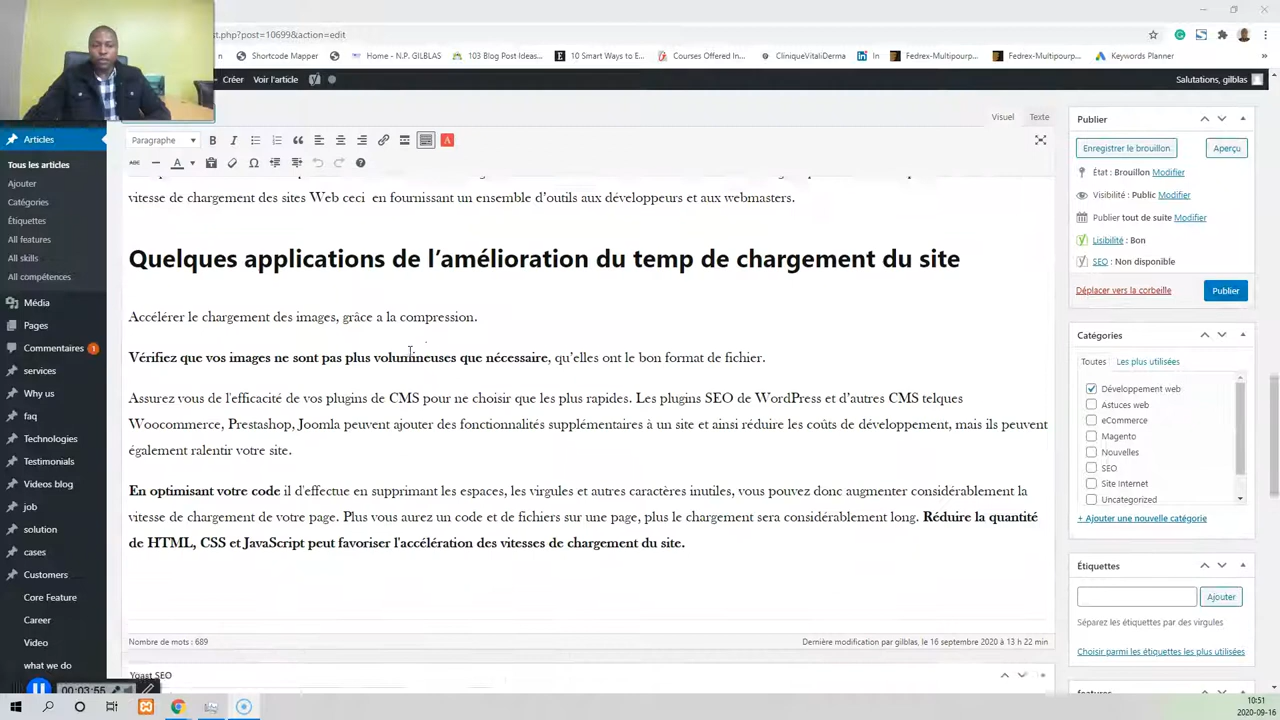 st.php?post=10699&action=edit
n
Shortcode Mapper
Home - N.P. GILBLAS
103 Blog Post Ideas...
10 Smart Ways to E...
Courses Offered In...
CliniqueVitaliDerma
In
Fedrex-Multipourp...
Fedrex-Multipourp...
Keywords Planner
Créer
Voir l'article
Salutations, gilblas
Articles
Tous les articles
Ajouter
Catégories
Étiquettes
All features
All skills
All compétences
Média
Pages
Commentaires 1
services
Why us
faq
Technologies
Testimonials
Videos blog
job
solution
cases
Customers
Core Feature
Career
Video
what we do
Visuel
Texte
Paragraphe
vitesse de chargement des sites Web ceci en fournissant un ensemble d'outils aux développeurs et aux webmasters.
Quelques applications de l'amélioration du temp de chargement du site
Accélérer le chargement des images, grâce a la compression.
Vérifiez que vos images ne sont pas plus volumineuses que nécessaire, qu'elles ont le bon format de fichier.
Assurez vous de l'efficacité de vos plugins de CMS pour ne choisir que les plus rapides. Les plugins SEO de WordPress et d'autres CMS telques
Woocommerce, Prestashop, Joomla peuvent ajouter des fonctionnalités supplémentaires à un site et ainsi réduire les coûts de développement, mais ils peuvent
également ralentir votre site.
En optimisant votre code il d'effectue en supprimant les espaces, les virgules et autres caractères inutiles, vous pouvez donc augmenter considérablement la
vitesse de chargement de votre page. Plus vous aurez un code et de fichiers sur une page, plus le chargement sera considérablement long. Réduire la quantité
de HTML, CSS et JavaScript peut favoriser l'accélération des vitesses de chargement du site.
Nombre de mots : 689
Dernière modification par gilblas, le 16 septembre 2020 à 13 h 22 min
Yoast SEO
Publier
Enregistrer le brouillon
Aperçu
État : Brouillon Modifier
Visibilité : Public Modifier
Publier tout de suite Modifier
Lisibilité : Bon
SEO : Non disponible
Déplacer vers la corbeille
Publier
Catégories
Toutes
Les plus utilisées
Développement web
Astuces web
eCommerce
Magento
Nouvelles
SEO
Site Internet
Uncategorized
+ Ajouter une nouvelle catégorie
Étiquettes
Ajouter
Séparez les étiquettes par des virgules
Choisir parmi les étiquettes les plus utilisées
features
00:03:55
10:51
2020-09-16